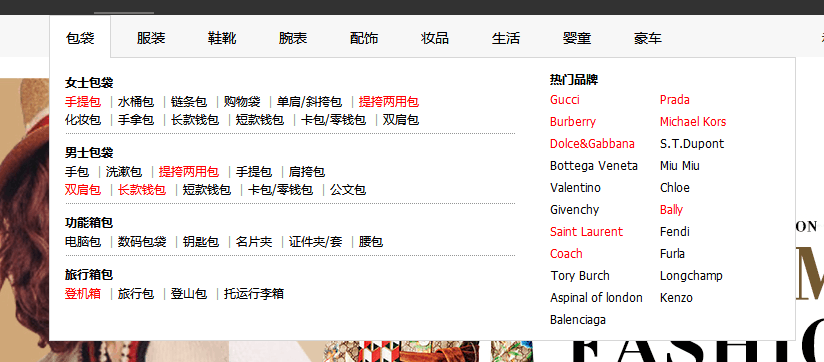 包袋 服装 鞋靴 腕表 配饰 妆品 生活 婴童 豪车
女士包袋
手提包 | 水桶包 | 链条包 | 购物袋 | 单肩/斜挎包 | 提挎两用包
化妆包 | 手拿包 | 长款钱包 | 短款钱包 | 卡包/零钱包 | 双肩包
男士包袋
手包 | 洗漱包 | 提挎两用包 | 手提包 | 肩挎包
双肩包 | 长款钱包 | 短款钱包 | 卡包/零钱包 | 公文包
功能箱包
电脑包 | 数码包袋 | 钥匙包 | 名片夹 | 证件夹/套 | 腰包
旅行箱包
登机箱 | 旅行包 | 登山包 | 托运行李箱
热门品牌
Gucci Prada
Burberry Michael Kors
Dolce&Gabbana S.T.Dupont
Bottega Veneta Miu Miu
Valentino Chloe
Givenchy Bally
Saint Laurent Fendi
Coach Furla
Tory Burch Longchamp
Aspinal of london Kenzo
Balenciaga
ON
M
FASHION